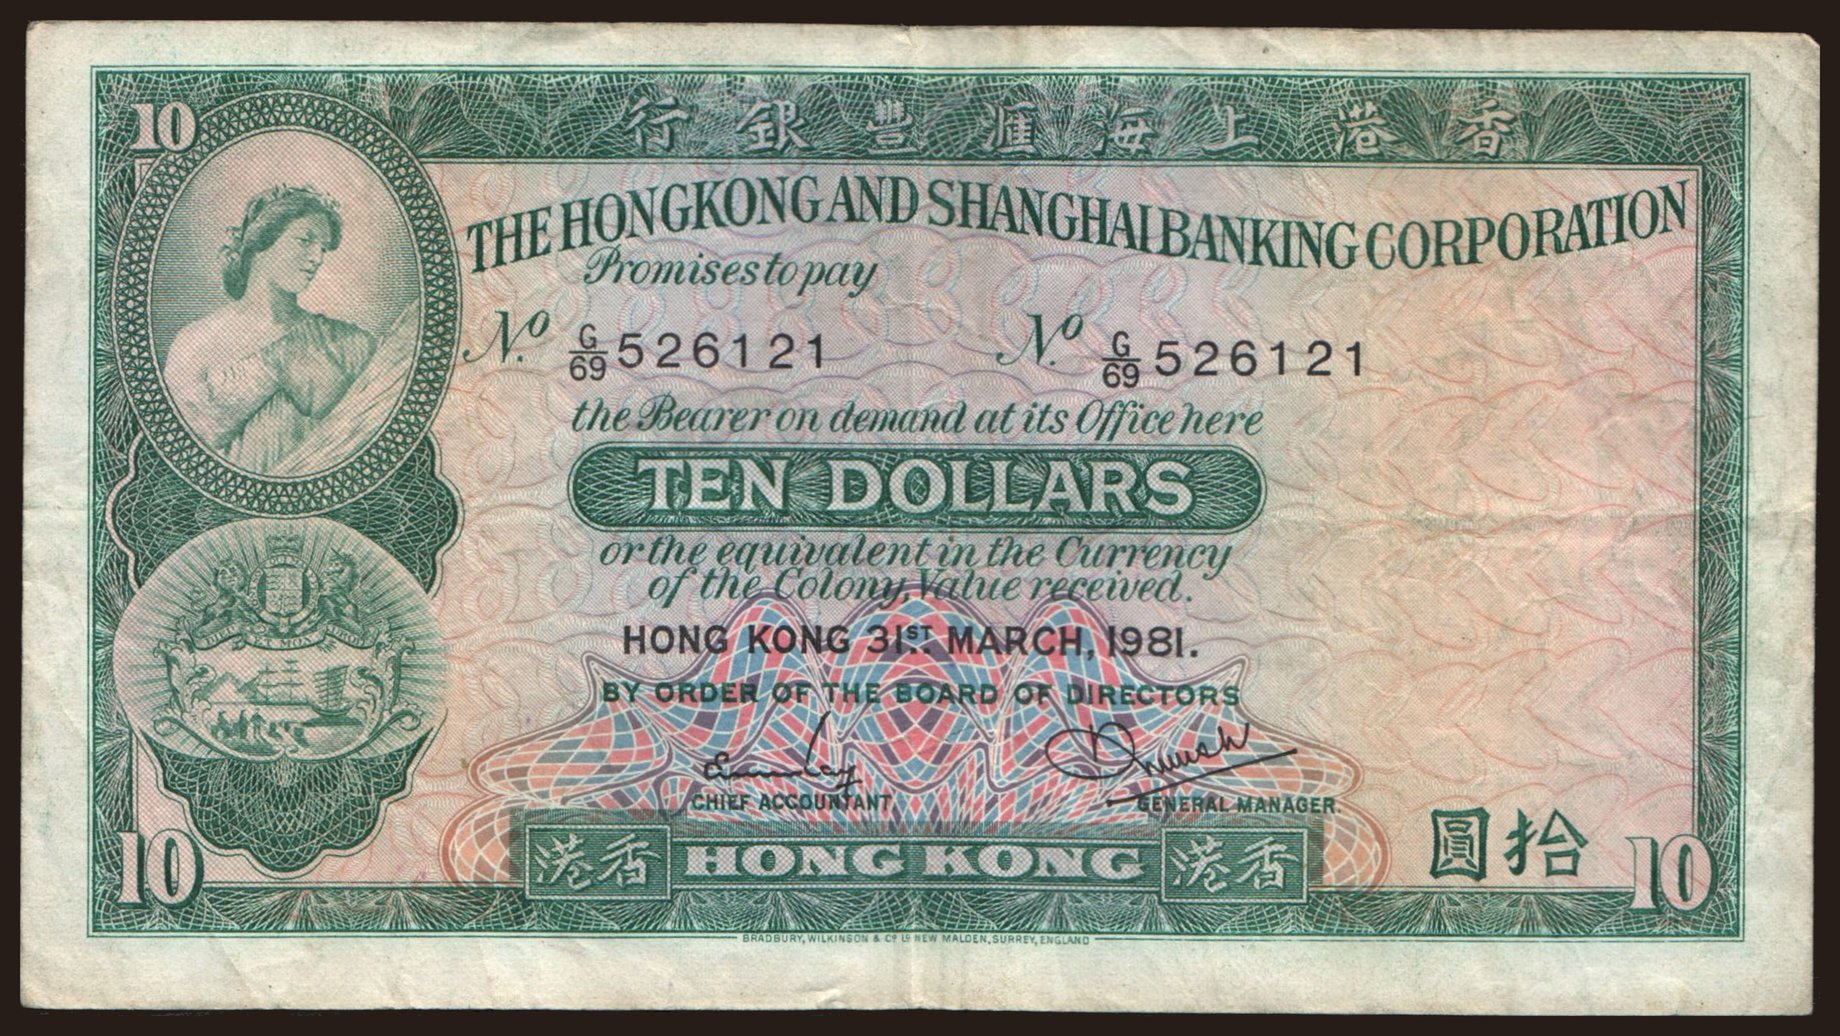 10
行銀豐滙海上港香
THE HONGKONG AND SHANGHAI BANKING CORPORATION
Promises to pay
No. G/69 526121 No. G/69 526121
the Bearer on demand at its Office here
TEN DOLLARS
or the equivalent in the Currency
of the Colony, Value received.
HONG KONG 31ST. MARCH, 1981.
BY ORDER OF THE BOARD OF DIRECTORS
CHIEF ACCOUNTANT. GENERAL MANAGER.
圓拾
10 港香 HONG KONG 港香 10
BRADBURY, WILKINSON & Co. Ld. NEW MALDEN, SURREY, ENGLAND